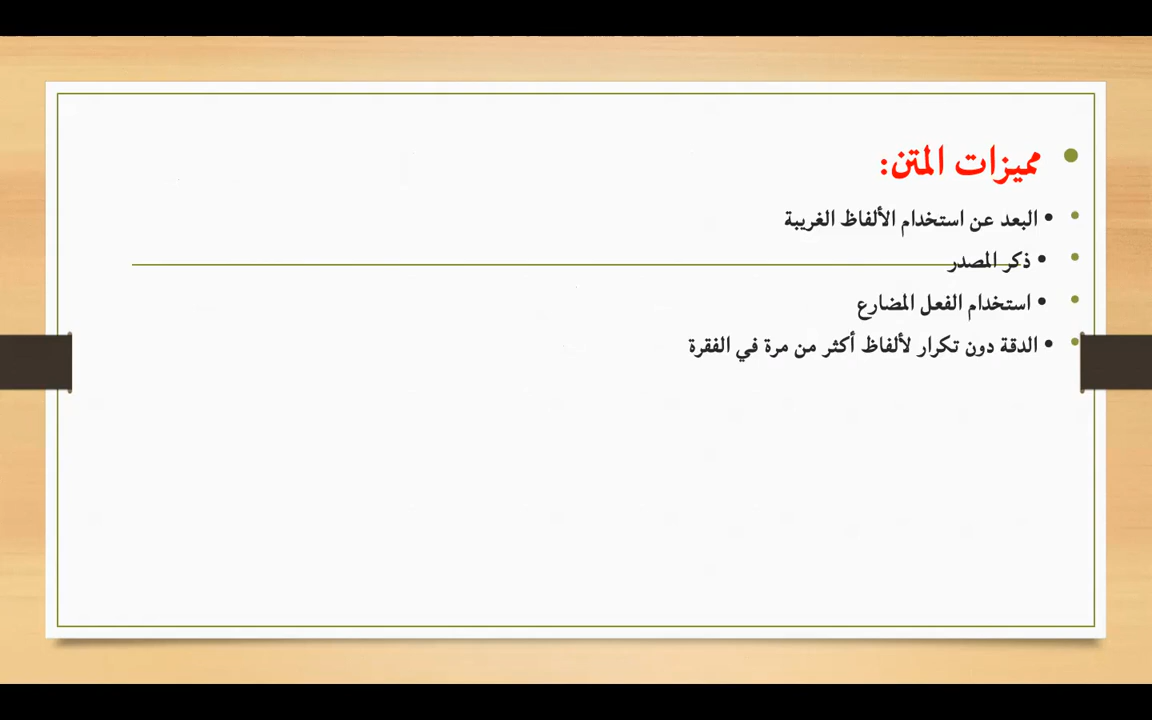 • مميزات المتن:
• • البعد عن استخدام الألفاظ الغريبة
• • ذكر المصدر
• • استخدام الفعل المضارع
• • الدقة دون تكرار لألفاظ أكثر من مرة في الفقرة